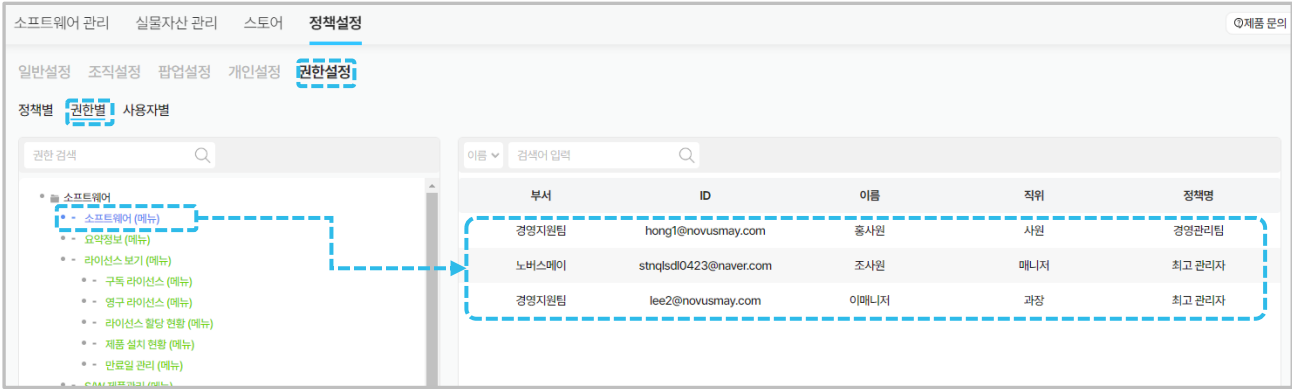 소프트웨어 관리 실물자산 관리 스토어 정책설정 제품 문의
일반설정 조직설정 팝업설정 개인설정 권한설정
정책별 권한별 사용자별
권한 검색
이름 검색어 입력
소프트웨어
- 소프트웨어 (메뉴)
- 요약정보 (메뉴)
- 라이선스 보기 (메뉴)
- 구독 라이선스 (메뉴)
- 영구 라이선스 (메뉴)
- 라이선스 할당 현황 (메뉴)
- 제품 설치 현황 (메뉴)
- 만료일 관리 (메뉴)
- S/W 제품관리 (메뉴)
부서 ID 이름 직위 정책명
경영지원팀 hong1@novusmay.com 홍사원 사원 경영관리팀
노버스메이 stnqlsdl0423@naver.com 조사원 매니저 최고 관리자
경영지원팀 lee2@novusmay.com 이매니저 과장 최고 관리자